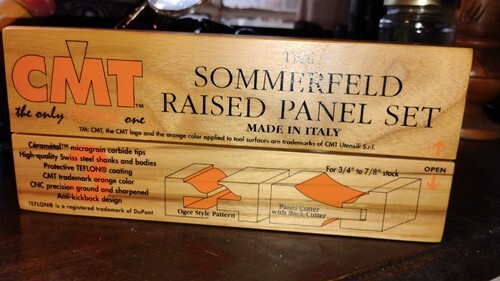 CMT™
the only orange one
THE
SOMMERFELD
RAISED PANEL SET
MADE IN ITALY
TM; CMT, the CMT logo and the orange color applied to tool surfaces are trademarks of CMT Utensili S.r.l.
Céramétal™ micrograin carbide tips
High-quality Swiss steel shanks and bodies
Protective TEFLON® coating
CMT trademark orange color
CNC precision ground and sharpened
Anti-kickback design
TEFLON® is a registered trademark of DuPont
Ogee Style Pattern
Panel Cutter
with Back Cutter
For 3/4" to 7/8" stock
OPEN